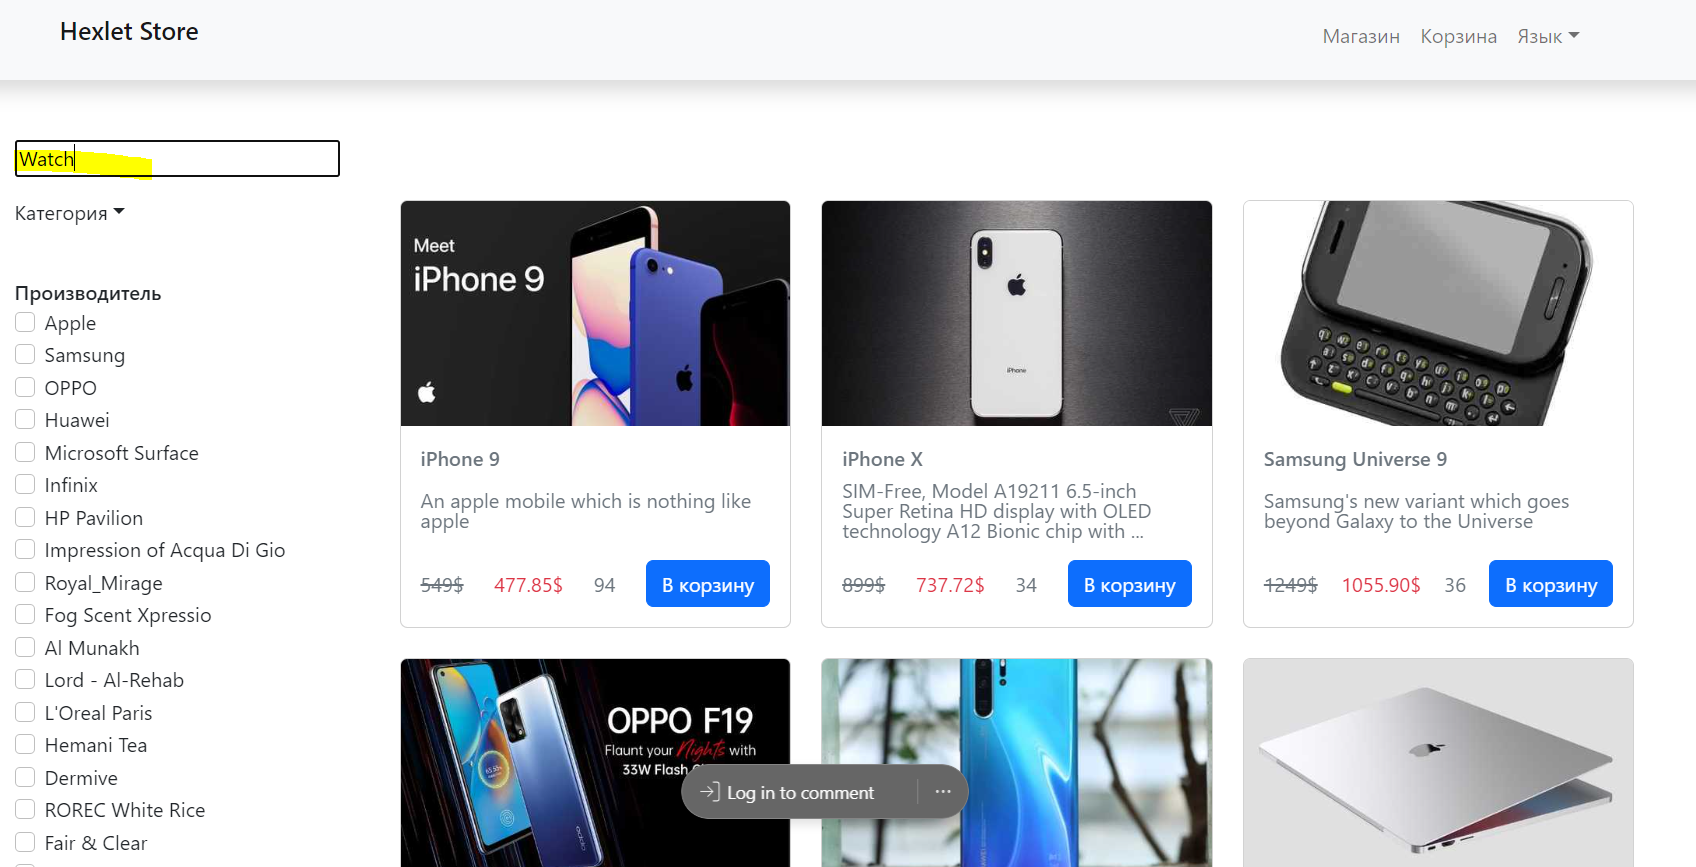 Hexlet Store
Магазин Корзина Язык
Watch
Категория
Производитель
Apple
Samsung
OPPO
Huawei
Microsoft Surface
Infinix
HP Pavilion
Impression of Acqua Di Gio
Royal_Mirage
Fog Scent Xpressio
Al Munakh
Lord - Al-Rehab
L'Oreal Paris
Hemani Tea
Dermive
ROREC White Rice
Fair & Clear
Meet
iPhone 9
iPhone 9
An apple mobile which is nothing like
apple
549$ 477.85$ 94 В корзину
iPhone
iPhone X
SIM-Free, Model A19211 6.5-inch
Super Retina HD display with OLED
technology A12 Bionic chip with ...
899$ 737.72$ 34 В корзину
Samsung Universe 9
Samsung's new variant which goes
beyond Galaxy to the Universe
1249$ 1055.90$ 36 В корзину
OPPO F19
Flaunt your Nights with
33W Flash
oppo
Log in to comment ...